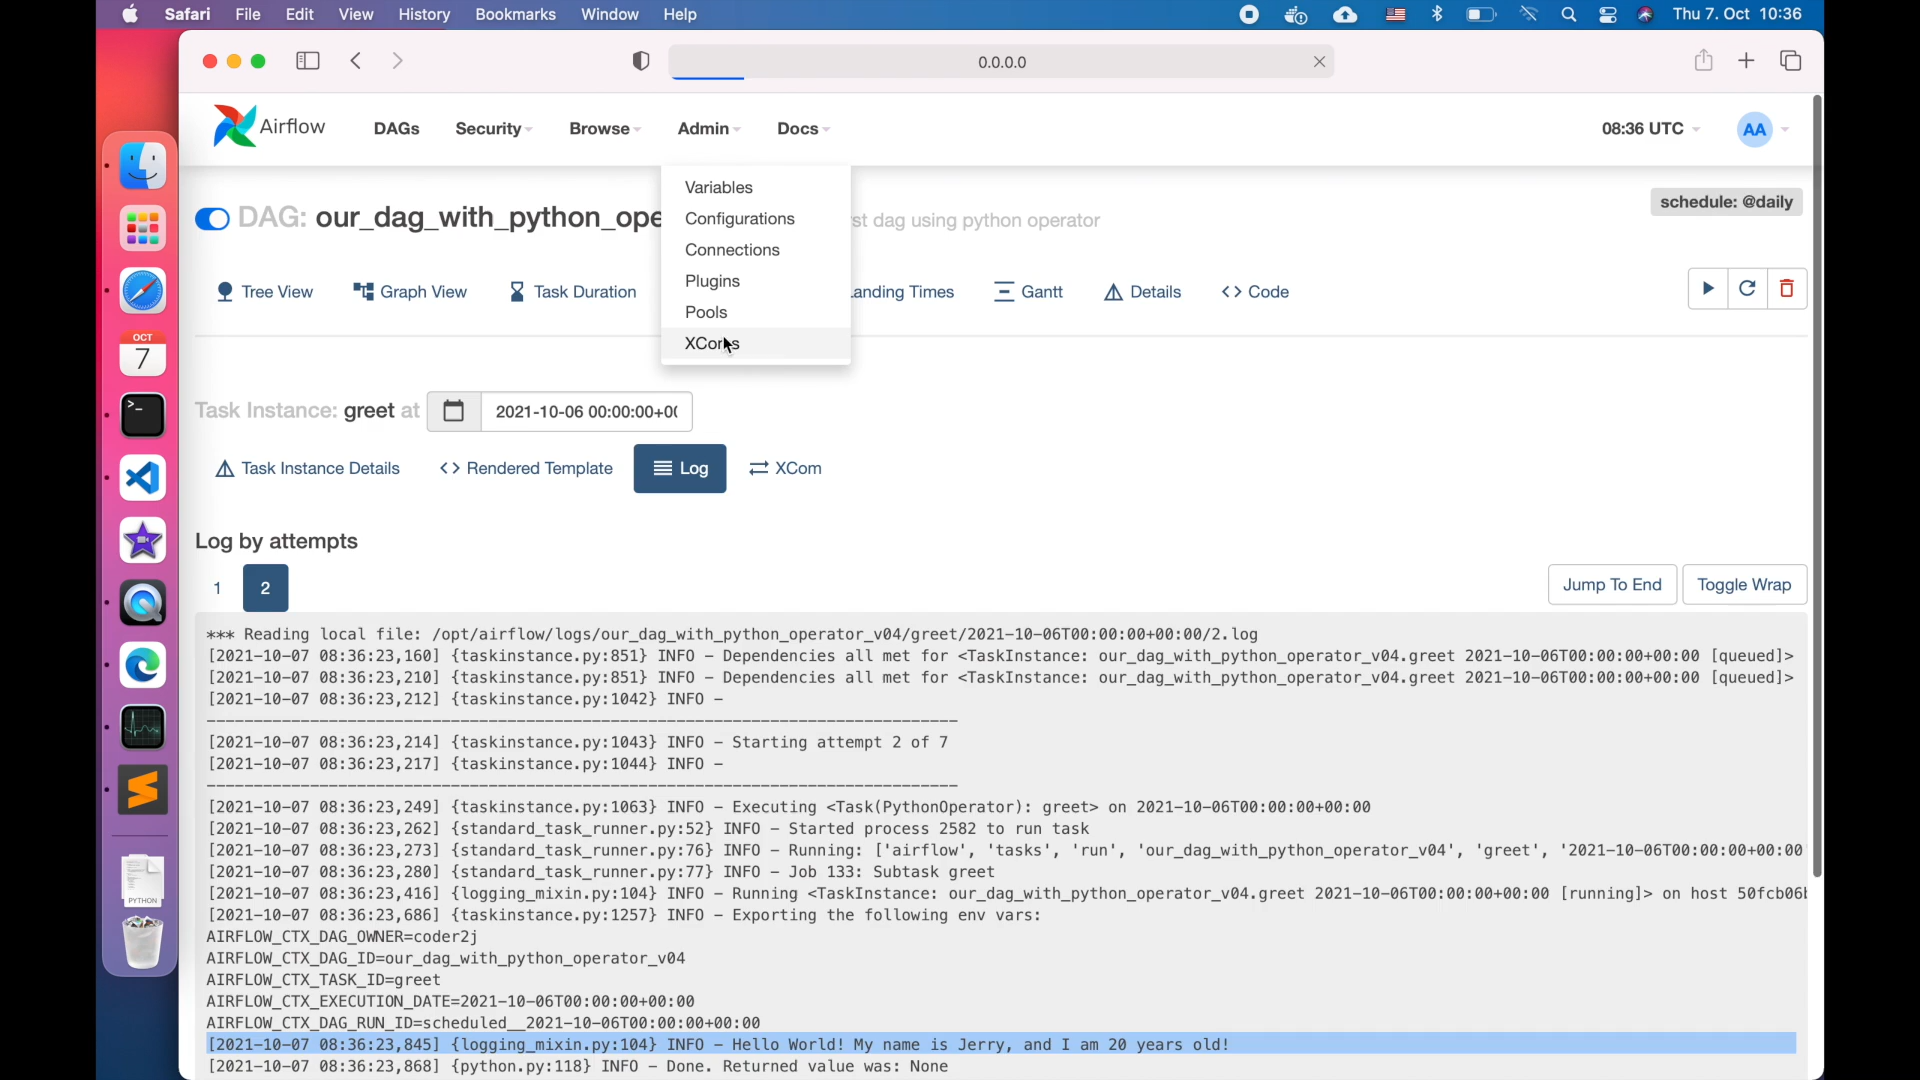 Safari File Edit View History Bookmarks Window Help Thu 7. Oct 10:36
0.0.0.0
Airflow DAGs Security Browse Admin Docs 08:36 UTC AA
Variables
Configurations
Connections
Plugins
Pools
XComs
DAG: our_dag_with_python_ope st dag using python operator
schedule: @daily
Tree View Graph View Task Duration anding Times Gantt Details Code
OCT
7
Task Instance: greet at 2021-10-06 00:00:00+0(
Task Instance Details Rendered Template Log XCom
Log by attempts
1 2
Jump To End Toggle Wrap
*** Reading local file: /opt/airflow/logs/our_dag_with_python_operator_v04/greet/2021-10-06T00:00:00+00:00/2.log
[2021-10-07 08:36:23,160] {taskinstance.py:851} INFO - Dependencies all met for <TaskInstance: our_dag_with_python_operator_v04.greet 2021-10-06T00:00:00+00:00 [queued]>
[2021-10-07 08:36:23,210] {taskinstance.py:851} INFO - Dependencies all met for <TaskInstance: our_dag_with_python_operator_v04.greet 2021-10-06T00:00:00+00:00 [queued]>
[2021-10-07 08:36:23,212] {taskinstance.py:1042} INFO -
--------------------------------------------------------------------------------
[2021-10-07 08:36:23,214] {taskinstance.py:1043} INFO - Starting attempt 2 of 7
[2021-10-07 08:36:23,217] {taskinstance.py:1044} INFO -
--------------------------------------------------------------------------------
[2021-10-07 08:36:23,249] {taskinstance.py:1063} INFO - Executing <Task(PythonOperator): greet> on 2021-10-06T00:00:00+00:00
[2021-10-07 08:36:23,262] {standard_task_runner.py:52} INFO - Started process 2582 to run task
[2021-10-07 08:36:23,273] {standard_task_runner.py:76} INFO - Running: ['airflow', 'tasks', 'run', 'our_dag_with_python_operator_v04', 'greet', '2021-10-06T00:00:00+00:00'
[2021-10-07 08:36:23,280] {standard_task_runner.py:77} INFO - Job 133: Subtask greet
[2021-10-07 08:36:23,416] {logging_mixin.py:104} INFO - Running <TaskInstance: our_dag_with_python_operator_v04.greet 2021-10-06T00:00:00+00:00 [running]> on host 50fcb06b
[2021-10-07 08:36:23,686] {taskinstance.py:1257} INFO - Exporting the following env vars:
AIRFLOW_CTX_DAG_OWNER=coder2j
AIRFLOW_CTX_DAG_ID=our_dag_with_python_operator_v04
AIRFLOW_CTX_TASK_ID=greet
AIRFLOW_CTX_EXECUTION_DATE=2021-10-06T00:00:00+00:00
AIRFLOW_CTX_DAG_RUN_ID=scheduled__2021-10-06T00:00:00+00:00
[2021-10-07 08:36:23,845] {logging_mixin.py:104} INFO - Hello World! My name is Jerry, and I am 20 years old!
[2021-10-07 08:36:23,868] {python.py:118} INFO - Done. Returned value was: None
PYTHON